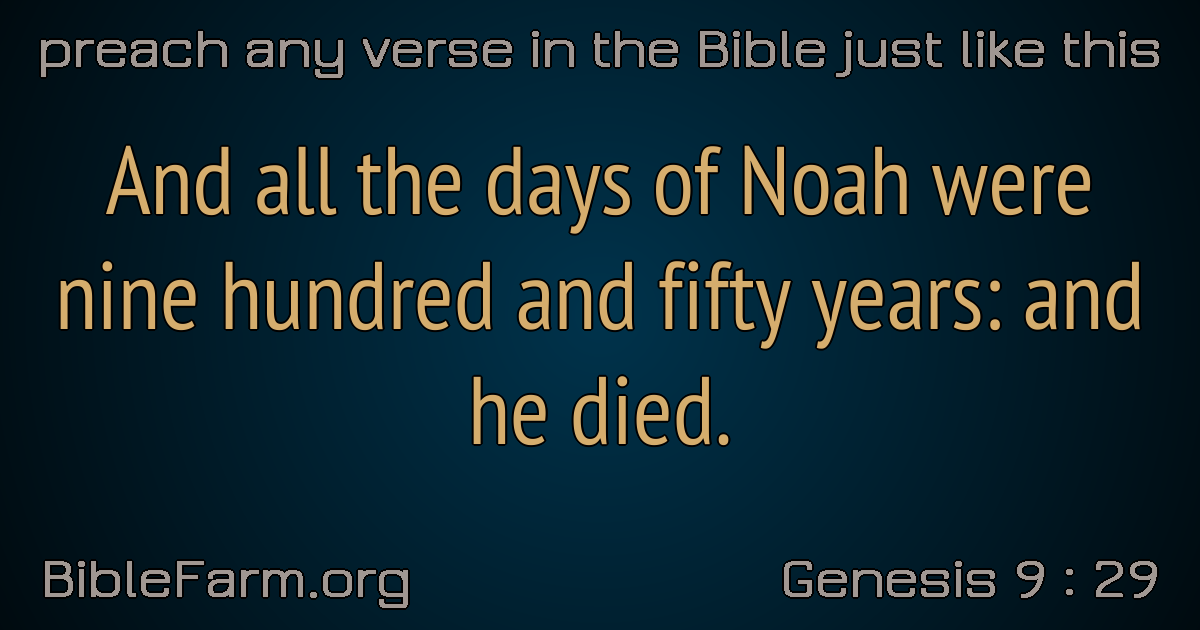 preach any verse in the Bible just like this
And all the days of Noah were
nine hundred and fifty years: and
he died.
BibleFarm.org
Genesis 9 : 29